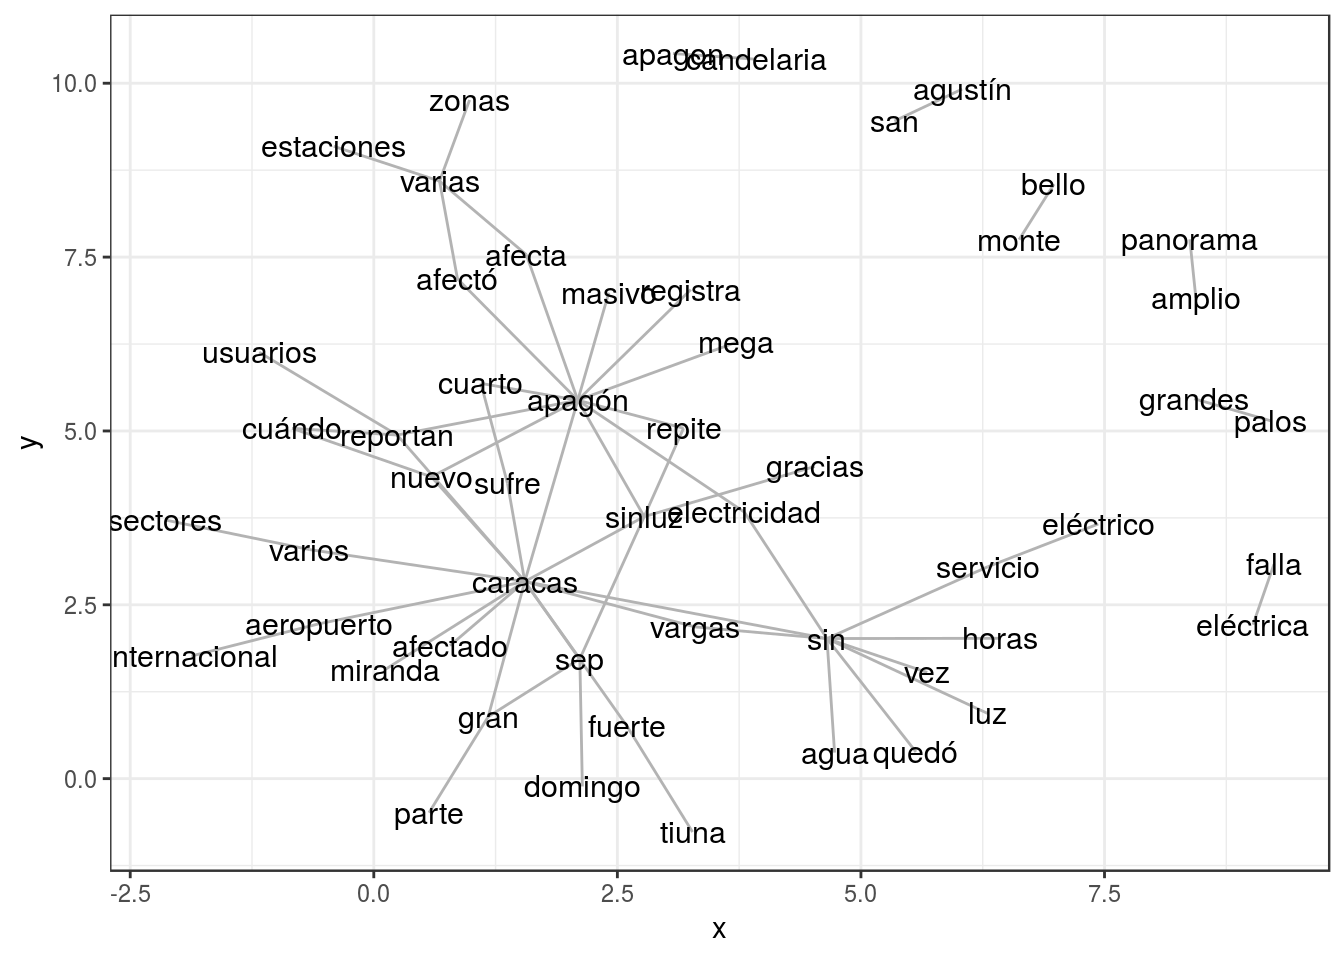 apagon
candelaria
10.0
agustín
zonas
san
estaciones
varias
bello
monte
panorama
7.5
afecta
afectó
masivo
registra
amplio
usuarios
mega
cuarto
apagón
grandes
palos
y
5.0
cuándo
reportan
repite
gracias
nuevo
sufre
sinluz
electricidad
sectores
eléctrico
varios
servicio
falla
caracas
2.5
aeropuerto
vargas
sin
horas
eléctrica
nternacional
afectado
miranda
sep
vez
gran
fuerte
luz
0.0
domingo
agua
quedó
parte
tiuna
-2.5
0.0
2.5
5.0
7.5
x